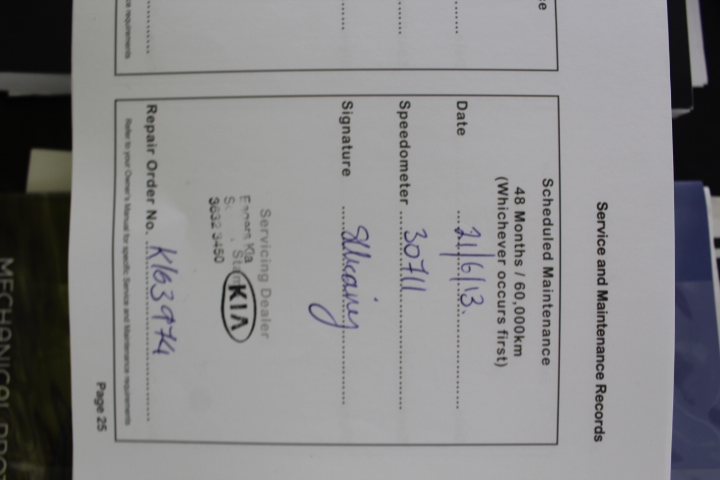 Service and Maintenance Records
Scheduled Maintenance
48 Months / 60,000km
(Whichever occurs first)
Date 21/6/13.
Speedometer 30711
Signature
Servicing Dealer
Kia
KIA
3632 3450
Repair Order No. K163974
Refer to your Owner's Manual for specific Service and Maintenance requirements
Page 25
requirements
MECHANICAL